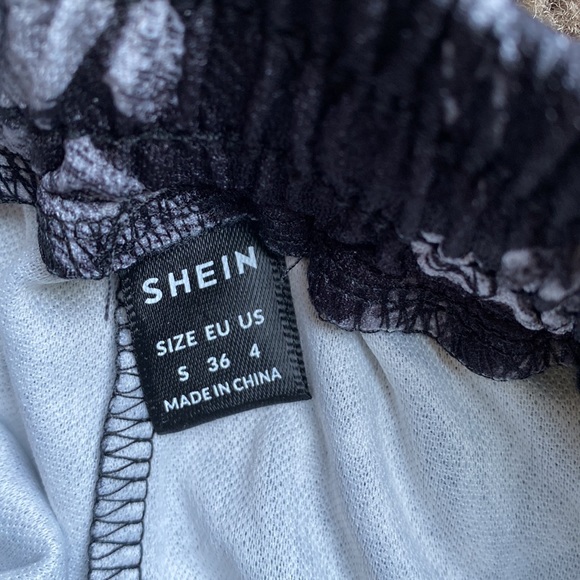 SHEIN
SIZE EU US
S 36 4
MADE IN CHINA